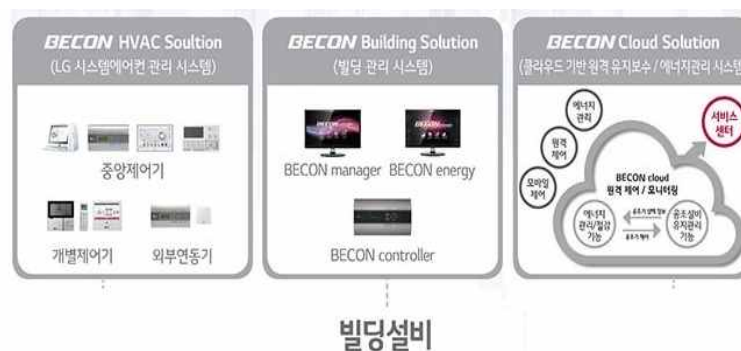 BECON HVAC Soultion
(LG 시스템에어컨 관리 시스템)
중앙제어기
개별제어기 외부연동기
BECON Building Solution
(빌딩 관리 시스템)
BECON manager BECON energy
BECON controller
BECON Cloud Solution
(클라우드 기반 원격 유지보수 / 에너지관리 시스템)
에너지
관리
원격
제어
모바일
제어
서비스
센터
BECON cloud
원격 제어 / 모니터링
에너지
관리/절감
기능
공조설비
유지관리
기능
빌딩설비